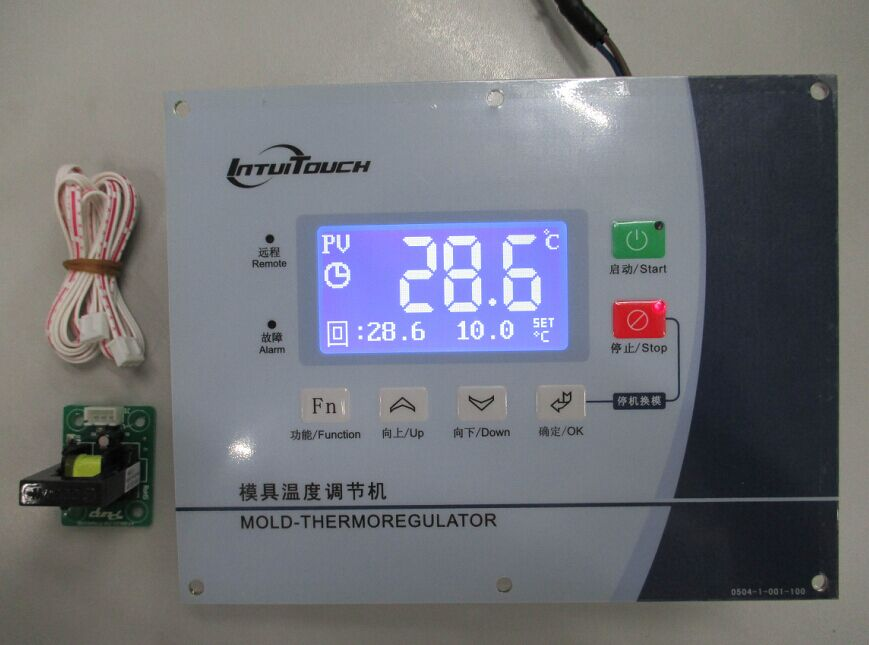 INTUITOUCH
远程
Remote
故障
Alarm
PV 28.6 °C
回:28.6 10.0 SET °C
启动/Start
停止/Stop
停机换模
Fn
功能/Function
向上/Up
向下/Down
确定/OK
模具温度调节机
MOLD-THERMOREGULATOR
0504-1-001-100
RoHS